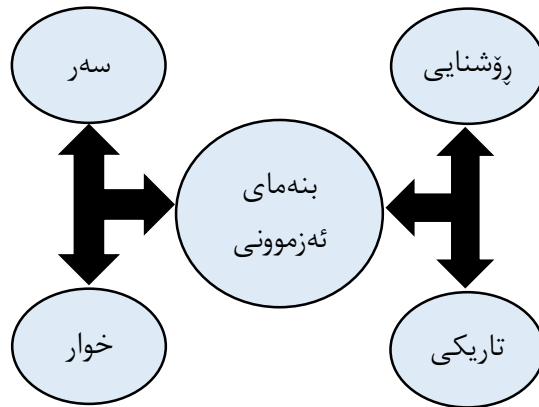 ڕۆشنایی
سەر
بنەمای
ئەزموونی
تاریکی
خوار